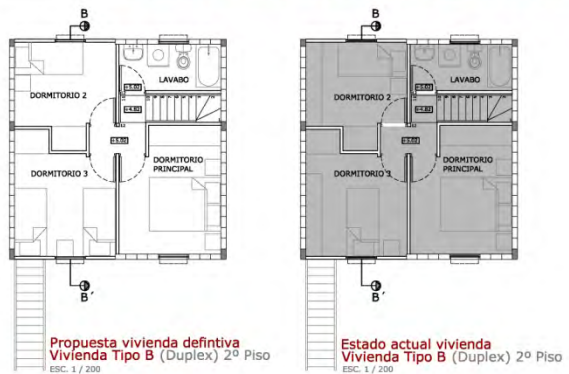 B
LAVABO
DORMITORIO 2
DORMITORIO 3
DORMITORIO
PRINCIPAL
B´
Propuesta vivienda defintiva
Vivienda Tipo B (Duplex) 2º Piso
ESC. 1 / 200
B
LAVABO
DORMITORIO 2
DORMITORIO 3
DORMITORIO
PRINCIPAL
B´
Estado actual vivienda
Vivienda Tipo B (Duplex) 2º Piso
ESC. 1 / 200